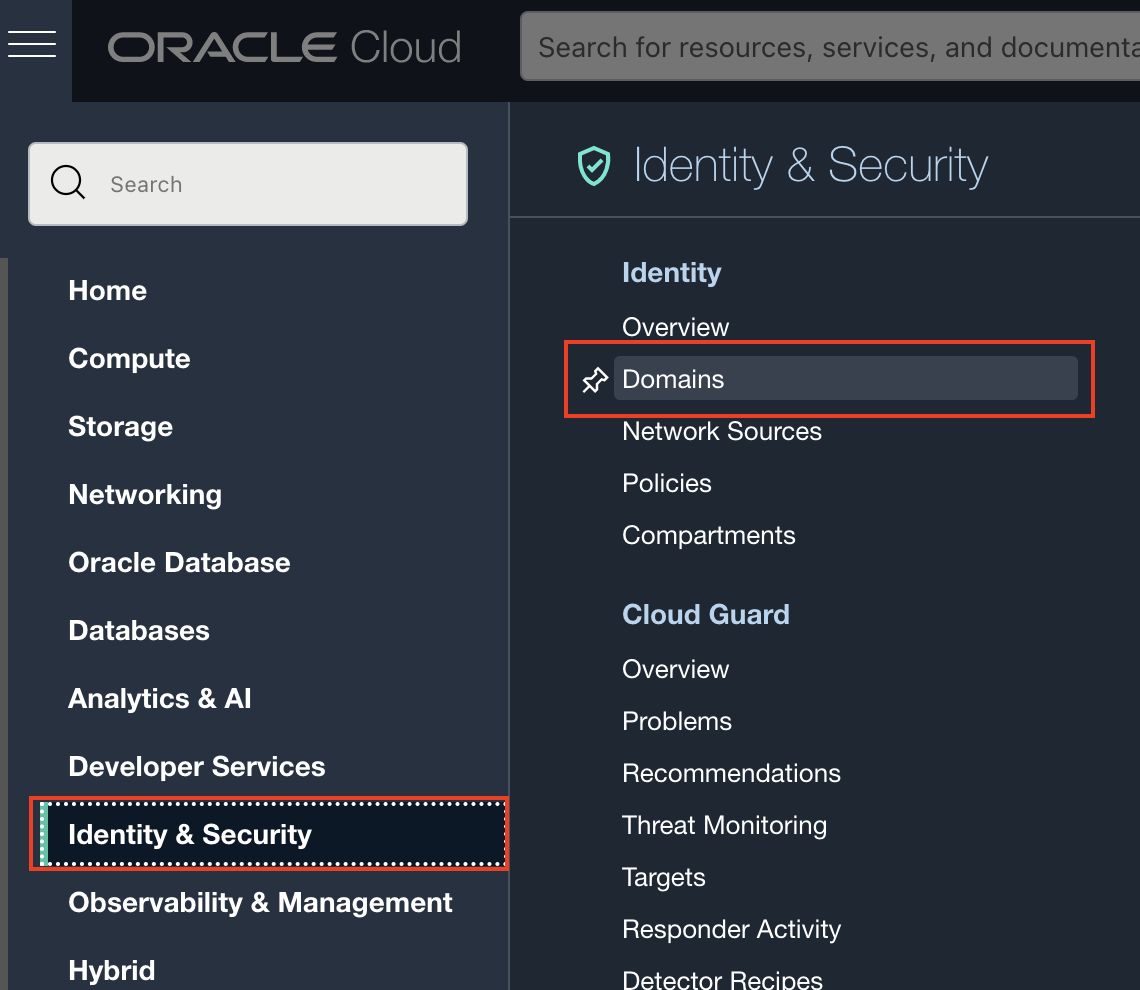 ORACLE Cloud
Search for resources, services, and documenta
Search
Home
Compute
Storage
Networking
Oracle Database
Databases
Analytics & AI
Developer Services
Identity & Security
Observability & Management
Hybrid
Identity & Security
Identity
Overview
Domains
Network Sources
Policies
Compartments
Cloud Guard
Overview
Problems
Recommendations
Threat Monitoring
Targets
Responder Activity
Detector Recipes